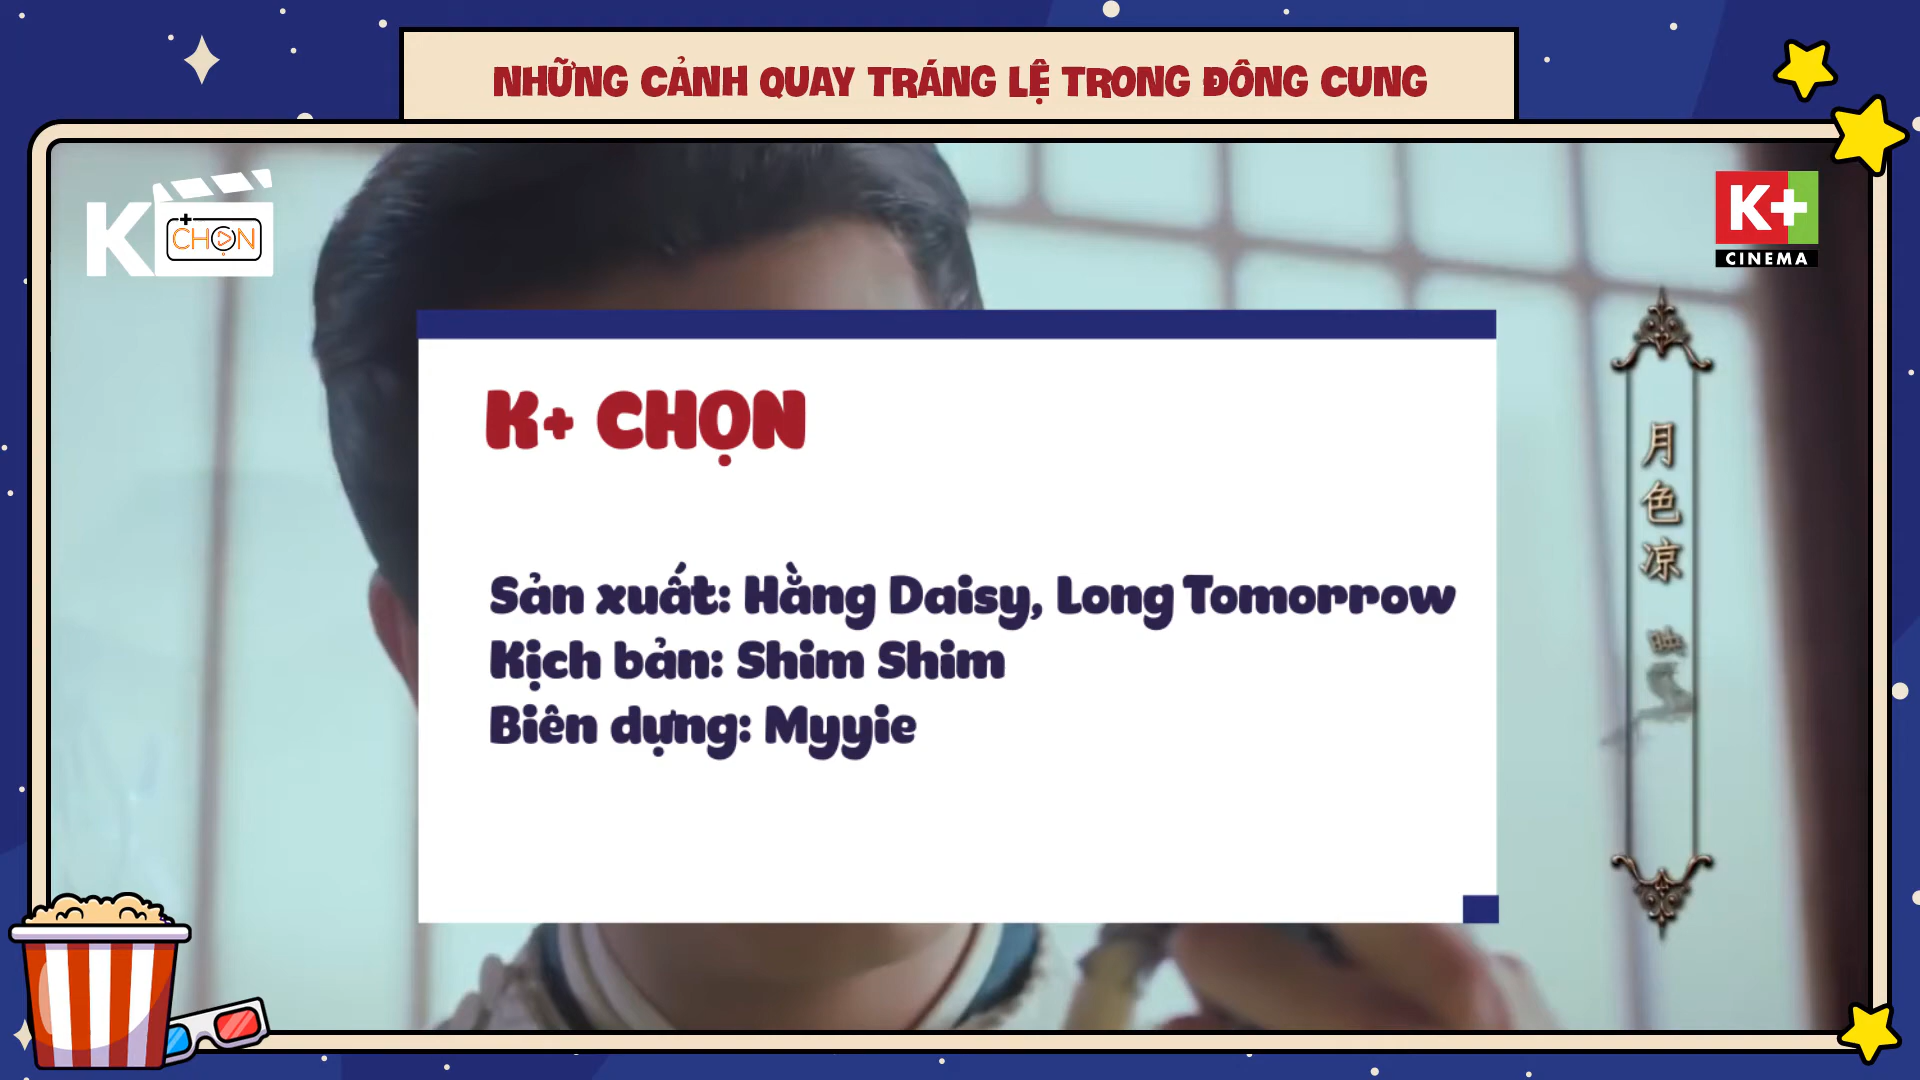 NHỮNG CẢNH QUAY TRÁNG LỆ TRONG ĐÔNG CUNG
K
+
CHỌN
K+
CINEMA
K+ CHỌN
Sản xuất: Hằng Daisy, Long Tomorrow
Kịch bản: Shim Shim
Biên dựng: Myyie
月色凉 映